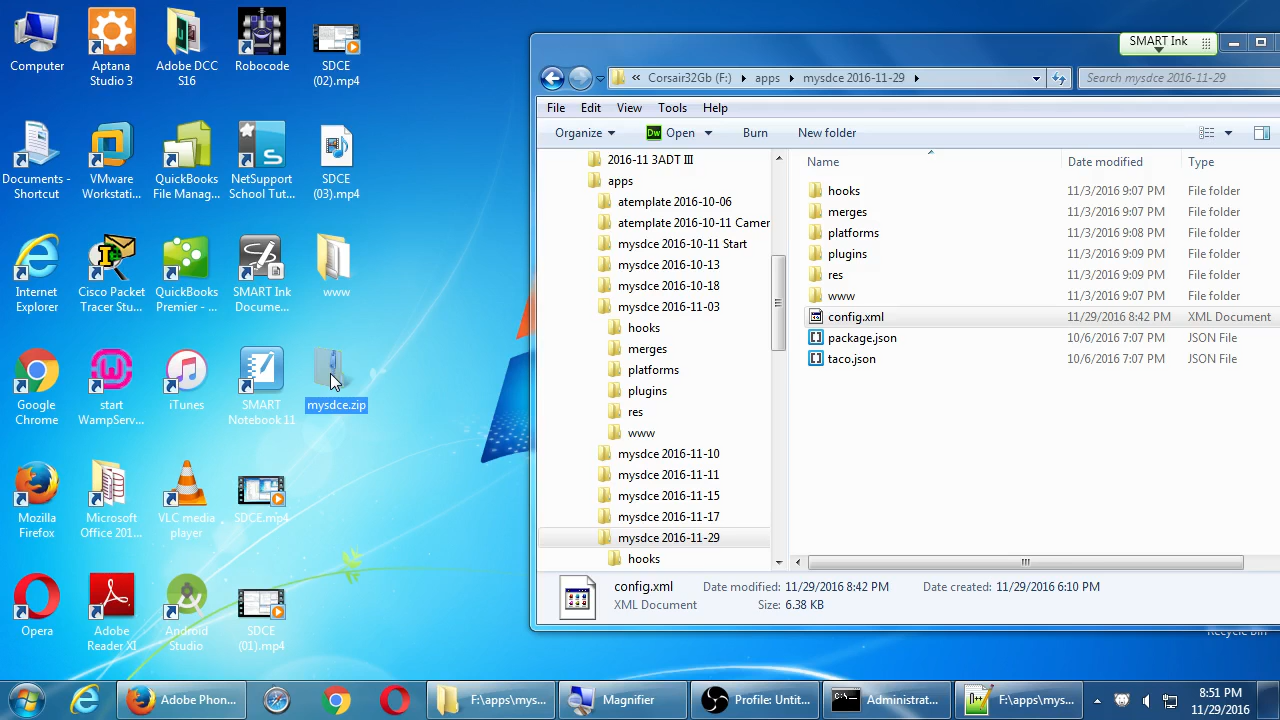 Computer
Aptana
Studio 3
Adobe DCC
S16
Robocode
SDCE
(02).mp4
Documents -
Shortcut
VMware
Workstati...
QuickBooks
File Manag...
NetSupport
School Tut...
SDCE
(03).mp4
Internet
Explorer
Cisco Packet
Tracer Stu...
QuickBooks
Premier - ...
SMART Ink
Docume...
www
Google
Chrome
start
WampServ...
iTunes
SMART
Notebook 11
mysdce.zip
Mozilla
Firefox
Microsoft
Office 201...
VLC media
player
SDCE.mp4
Opera
Adobe
Reader XI
Android
Studio
SDCE
(01).mp4
SMART Ink
« Corsair32Gb (F:) apps mysdce 2016-11-29
Search mysdce 2016-11-29
File Edit View Tools Help
Organize Dw Open Burn New folder
2016-11 3ADT III
apps
atemplate 2016-10-06
atemplate 2016-10-11 Camer
mysdce 2016-10-11 Start
mysdce 2016-10-13
mysdce 2016-10-18
mysdce 2016-11-03
hooks
merges
platforms
plugins
res
www
mysdce 2016-11-10
mysdce 2016-11-11
mysdce 2016-11-15
mysdce 2016-11-17
mysdce 2016-11-29
hooks
Name Date modified Type
hooks 11/3/2016 9:07 PM File folder
merges 11/3/2016 9:07 PM File folder
platforms 11/3/2016 9:08 PM File folder
plugins 11/3/2016 9:09 PM File folder
res 11/3/2016 9:09 PM File folder
www 11/3/2016 9:07 PM File folder
config.xml 11/29/2016 8:42 PM XML Document
package.json 10/6/2016 7:07 PM JSON File
taco.json 10/6/2016 7:07 PM JSON File
config.xml Date modified: 11/29/2016 8:42 PM Date created: 11/29/2016 6:10 PM
XML Document Size: 6.38 KB
Recycle Bin
Adobe Phon...
F:\apps\mys...
Magnifier
Profile: Untit...
Administrat...
F:\apps\mys...
8:51 PM
11/29/2016